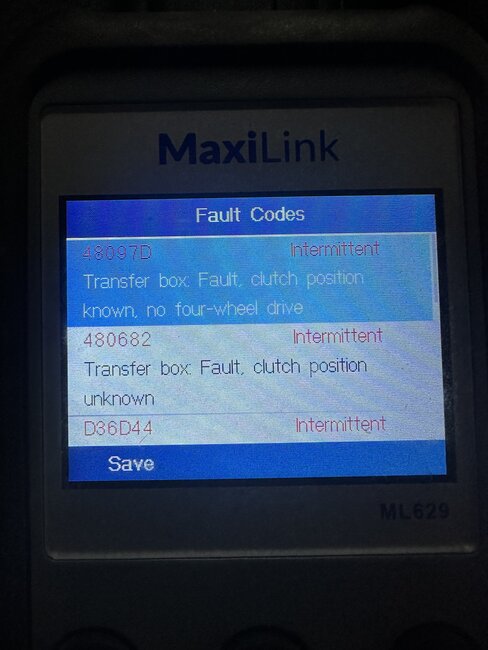 MaxiLink
Fault Codes
48097D Intermittent
Transfer box: Fault, clutch position
known, no four-wheel drive
480682 Intermittent
Transfer box: Fault, clutch position
unknown
D36D44 Intermittent
Save
ML629